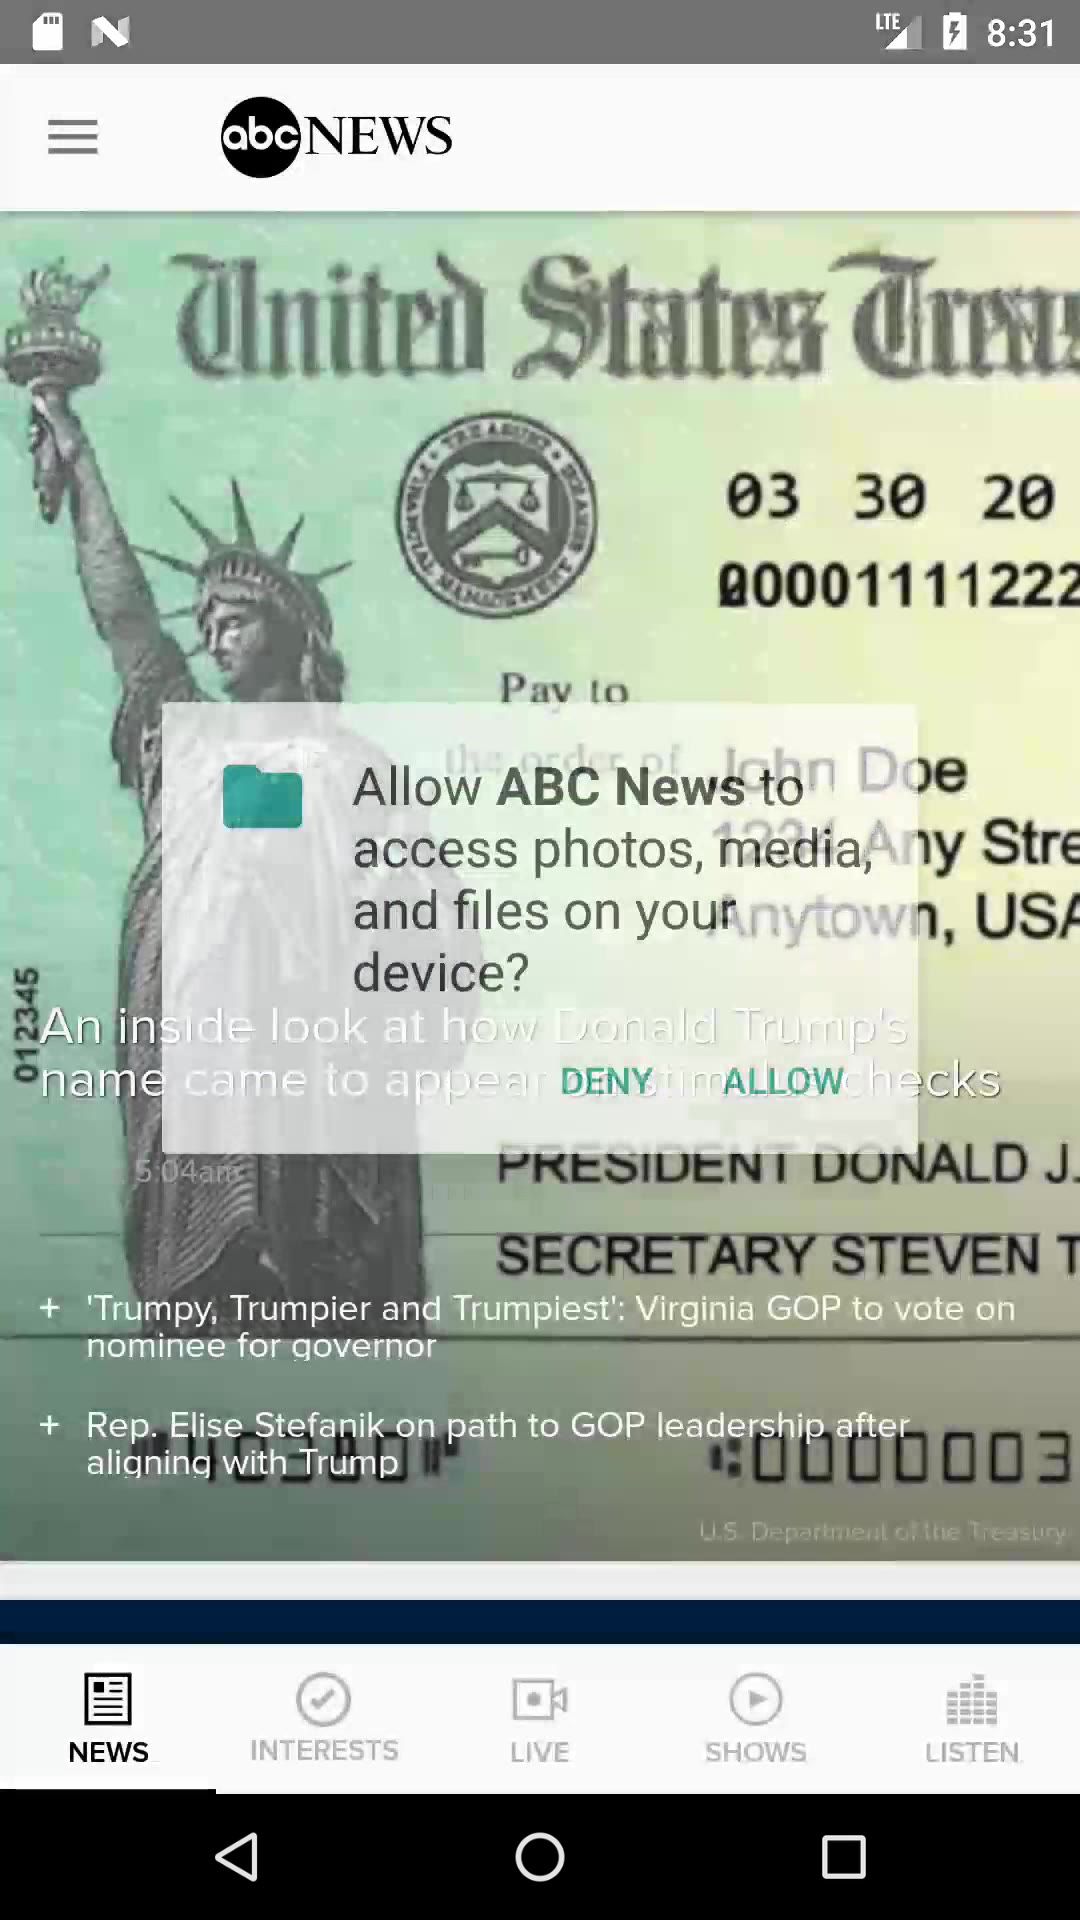 LTE 8:31
abc NEWS
United States Treas
03 30 20
00001111222
Pay to
the order of John Doe
Allow ABC News to
access photos, media,
and files on your
device?
1234 Any Stre
Anytown, USA
012345
An inside look at how Donald Trump's
name came to appear on stimulus checks
DENY ALLOW
5:04am
PRESIDENT DONALD J.
SECRETARY STEVEN T
+ 'Trumpy, Trumpier and Trumpiest': Virginia GOP to vote on
nominee for governor
+ Rep. Elise Stefanik on path to GOP leadership after
aligning with Trump
0000003
U.S. Department of the Treasury
NEWS INTERESTS LIVE SHOWS LISTEN